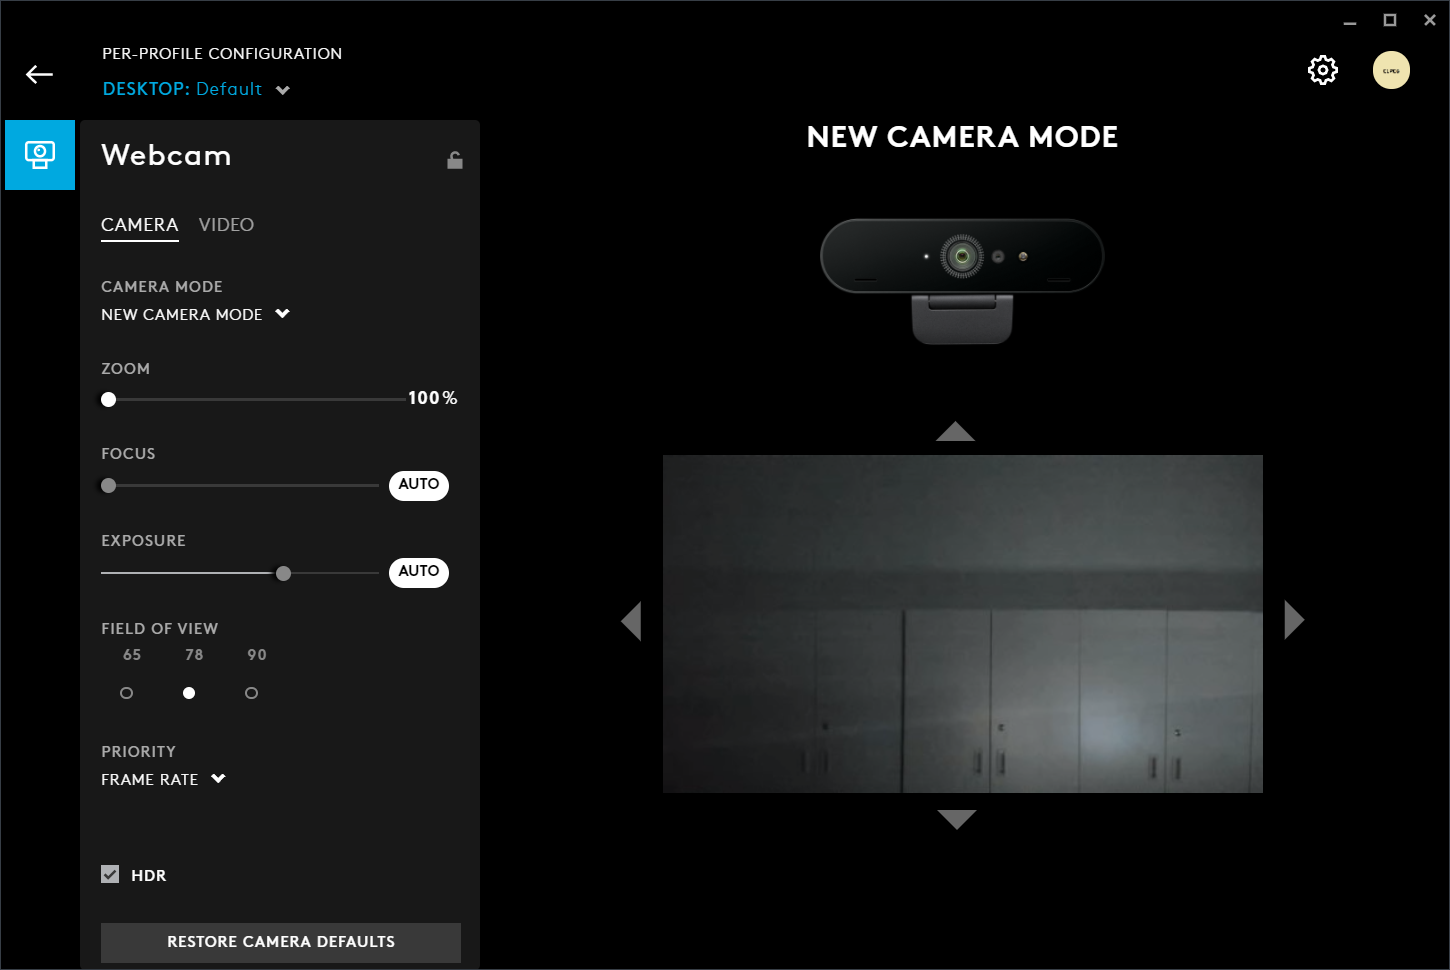 PER-PROFILE CONFIGURATION
DESKTOP: Default
Webcam
CAMERA VIDEO
CAMERA MODE
NEW CAMERA MODE
ZOOM
100%
FOCUS
AUTO
EXPOSURE
AUTO
FIELD OF VIEW
65 78 90
PRIORITY
FRAME RATE
HDR
RESTORE CAMERA DEFAULTS
NEW CAMERA MODE